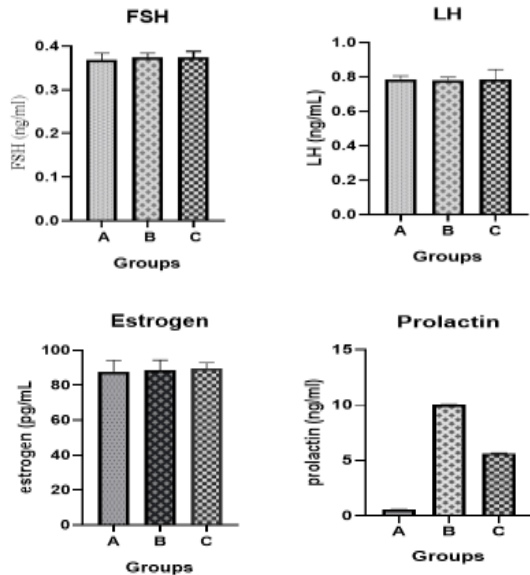 FSH
FSH (ng/ml)
0.4
0.3
0.2
0.1
0.0
A B C
Groups
LH
LH (ng/mL)
1.0
0.8
0.6
0.4
0.2
0.0
A B C
Groups
Estrogen
estrogen (pg/mL)
100
80
60
40
20
0
A B C
Groups
Prolactin
prolactin (ng/ml)
15
10
5
0
A B C
Groups